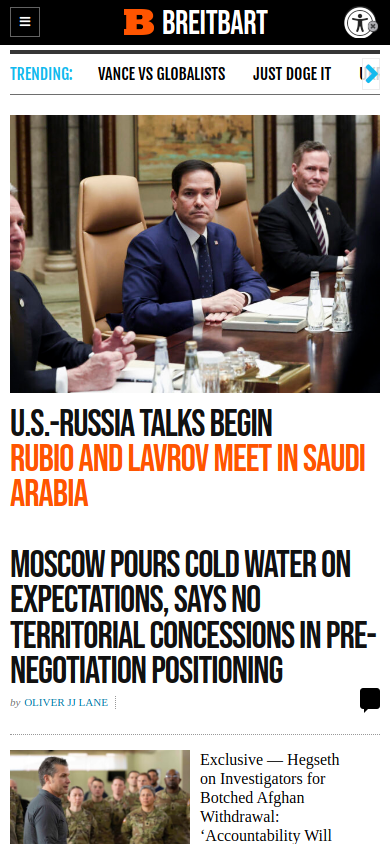 BREITBART
TRENDING:
VANCE VS GLOBALISTS
JUST DOGE IT
U.S.-RUSSIA TALKS BEGIN
RUBIO AND LAVROV MEET IN SAUDI
ARABIA
MOSCOW POURS COLD WATER ON
EXPECTATIONS, SAYS NO
TERRITORIAL CONCESSIONS IN PRE-
NEGOTIATION POSITIONING
by OLIVER JJ LANE
Exclusive — Hegseth
on Investigators for
Botched Afghan
Withdrawal:
‘Accountability Will